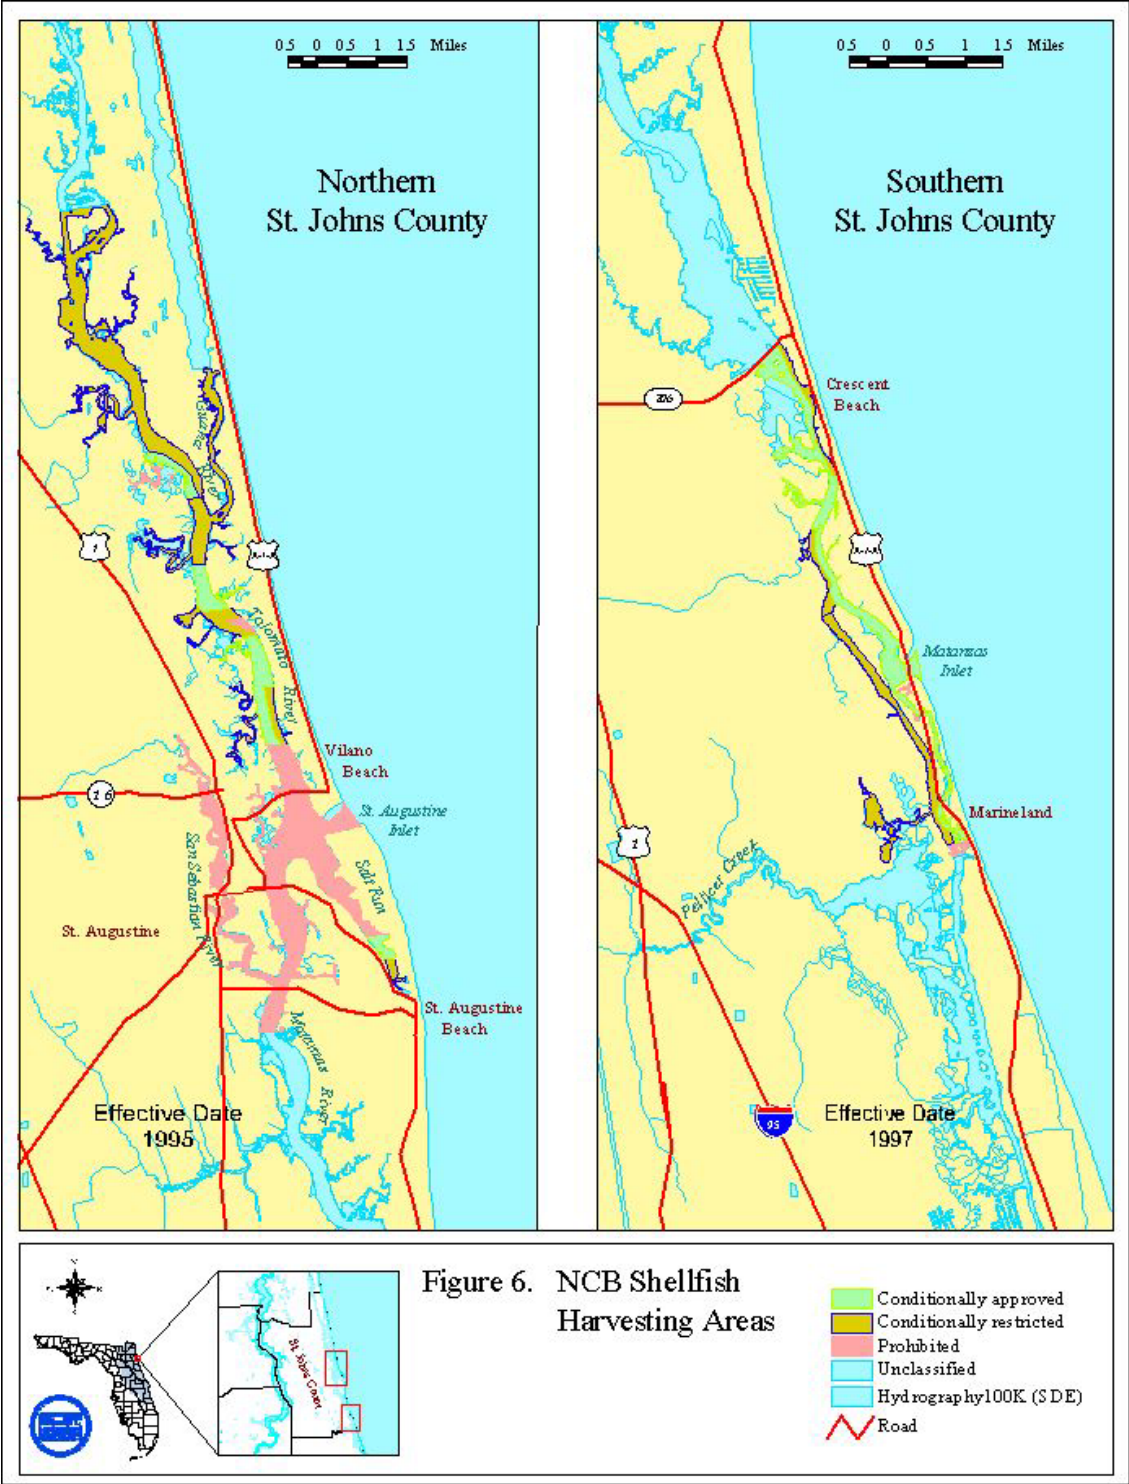 0.5 0 0.5 1 1.5 Miles
Northern
St. Johns County
Guana River
1
A-1-A
Tolomato River
Vilano
Beach
16
St. Augustine
Inlet
San Sebastian River
Salt Run
St. Augustine
St. Augustine
Beach
Matanzas River
Effective Date
1995
0.5 0 0.5 1 1.5 Miles
Southern
St. Johns County
Crescent
Beach
206
A-1-A
Matanzas
Inlet
Marineland
1
Pellicer Creek
95
Effective Date
1997
St. Johns County
Figure 6. NCB Shellfish
Harvesting Areas
Conditionally approved
Conditionally restricted
Prohibited
Unclassified
Hydrography100K (SDE)
Road